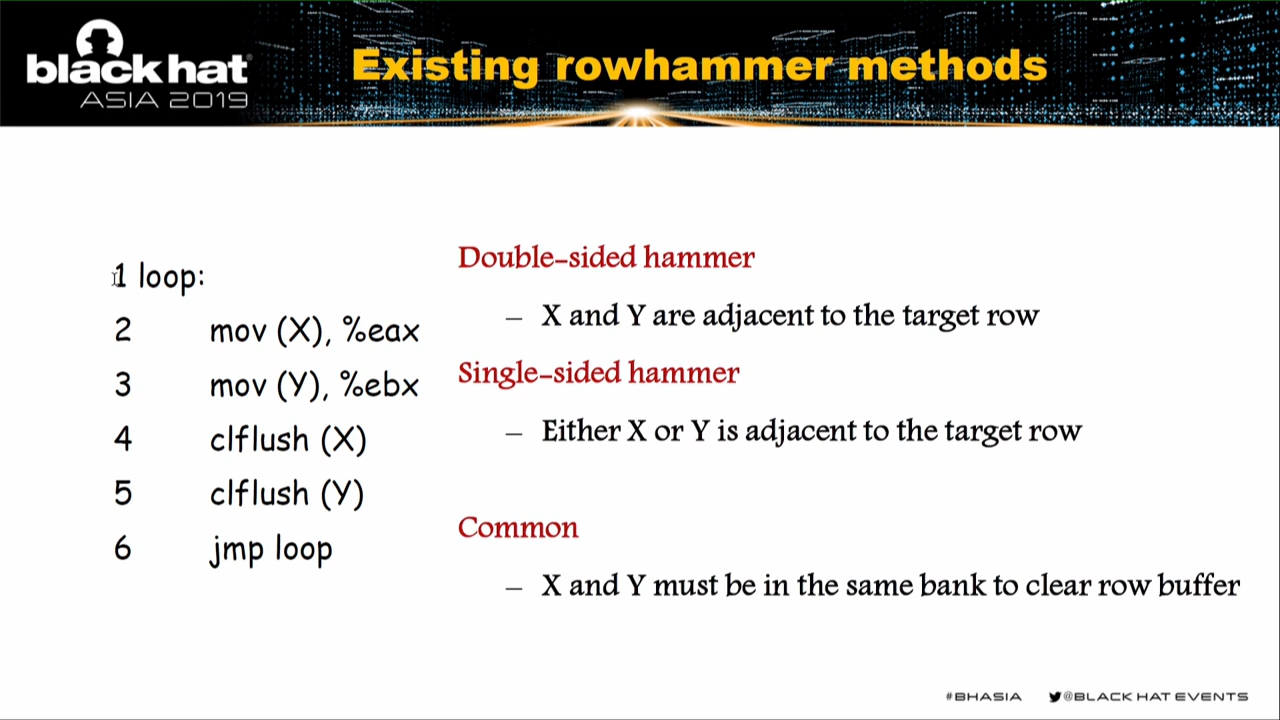 black hat
ASIA 2019
Existing rowhammer methods
1 loop:
2 mov (X), %eax
3 mov (Y), %ebx
4 clflush (X)
5 clflush (Y)
6 jmp loop
Double-sided hammer
– X and Y are adjacent to the target row
Single-sided hammer
– Either X or Y is adjacent to the target row
Common
– X and Y must be in the same bank to clear row buffer
#BHASIA @BLACK HAT EVENTS